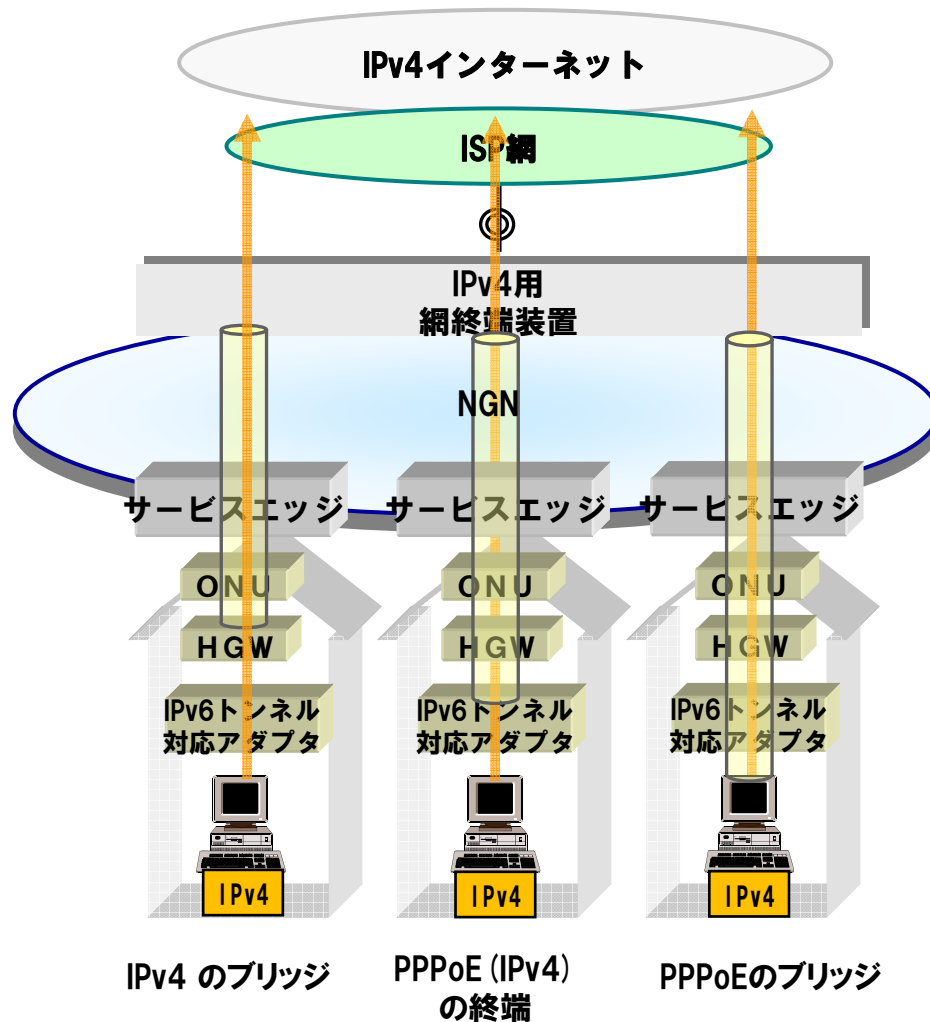 IPv4インターネット
ISP網
IPv4用
網終端装置
NGN
サービスエッジ
サービスエッジ
サービスエッジ
ONU
ONU
ONU
HGW
HGW
HGW
IPv6トンネル
対応アダプタ
IPv6トンネル
対応アダプタ
IPv6トンネル
対応アダプタ
IPv4
IPv4
IPv4
IPv4 のブリッジ
PPPoE(IPv4)
の終端
PPPoEのブリッジ